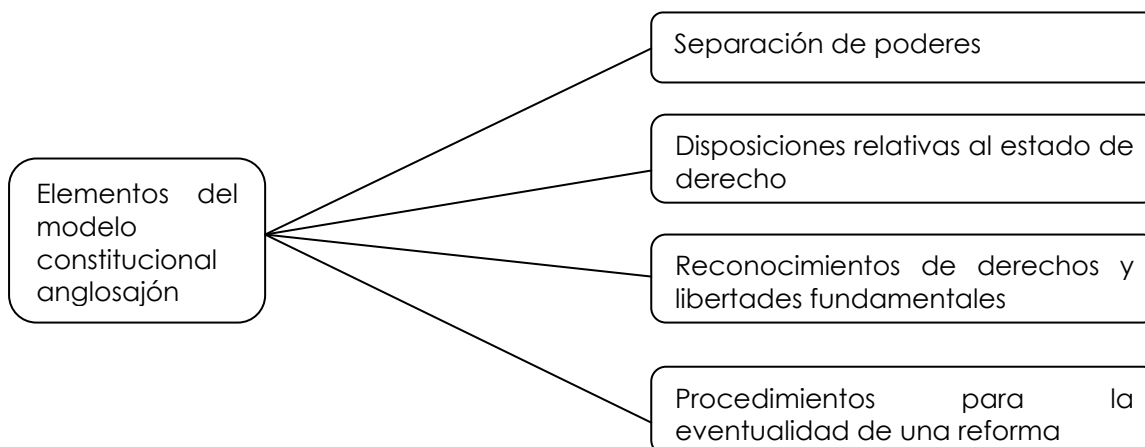 Elementos del
modelo
constitucional
anglosajón
Separación de poderes
Disposiciones relativas al estado de
derecho
Reconocimientos de derechos y
libertades fundamentales
Procedimientos para la
eventualidad de una reforma